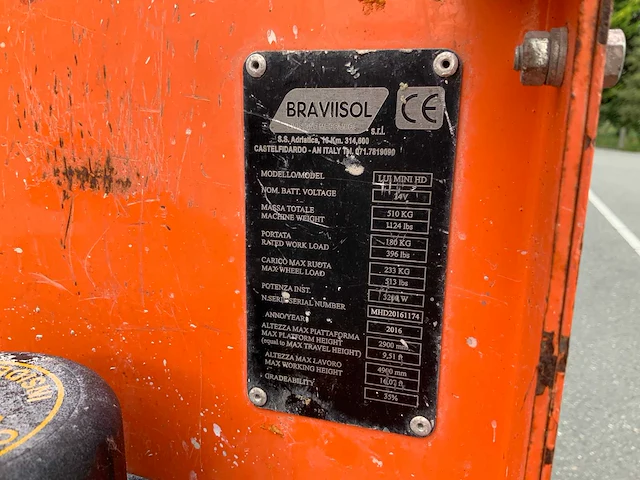 BRAVIISOL
CE
s.r.l.
S.S. Adriatica, 16-Km. 314,600
CASTELFIDARDO - AN ITALY Tel. 071.7819090
MODELLO/MODEL LUI MINI HD
NOM. BATT. VOLTAGE 24V
MASSA TOTALE 510 KG
MACHINE WEIGHT 1124 lbs
PORTATA 180 KG
RATED WORK LOAD 396 lbs
CARICO MAX RUOTA 233 KG
MAX WHEEL LOAD 513 lbs
POTENZA INST. 3200 W
N.SERIE/SERIAL NUMBER MHD20161174
ANNO/YEAR 2016
ALTEZZA MAX PIATTAFORMA 2900 mm
MAX PLATFORM HEIGHT 9,51 ft
(equal to MAX TRAVEL HEIGHT)
ALTEZZA MAX LAVORO 4900 mm
MAX WORKING HEIGHT 16,07 ft
GRADEABILITY 35%